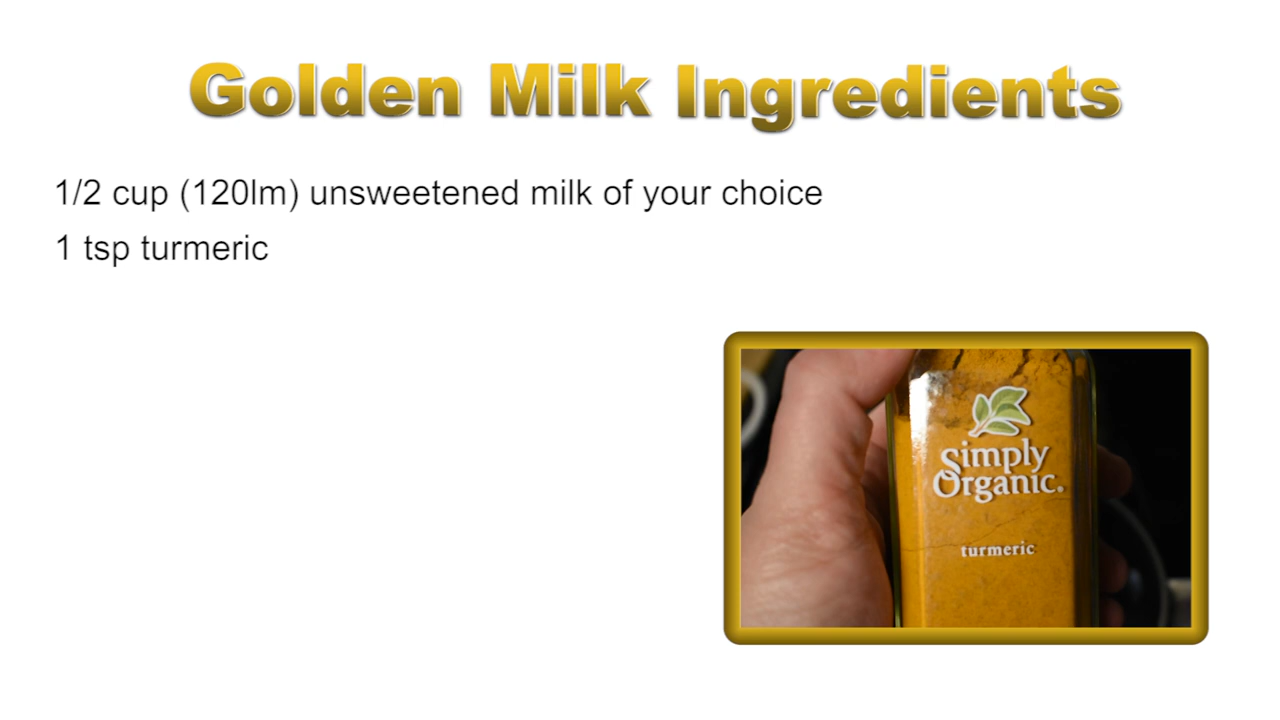 Golden Milk Ingredients
1/2 cup (120lm) unsweetened milk of your choice
1 tsp turmeric
Simply
Organic.
turmeric